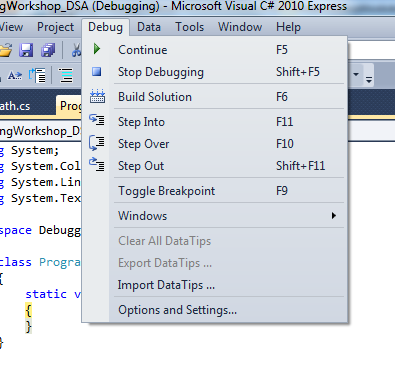 ngWorkshop_DSA (Debugging) - Microsoft Visual C# 2010 Express
View Project Debug Data Tools Window Help
Continue F5
Stop Debugging Shift+F5
Build Solution F6
Step Into F11
Step Over F10
Step Out Shift+F11
Toggle Breakpoint F9
Windows
Clear All DataTips
Export DataTips ...
Import DataTips ...
Options and Settings...
Aa
ath.cs Prog
ngWorkshop_DS
g System;
g System.Col
g System.Lin
g System.Tex
space Debugg
class Progra
{
static v
{
}
}